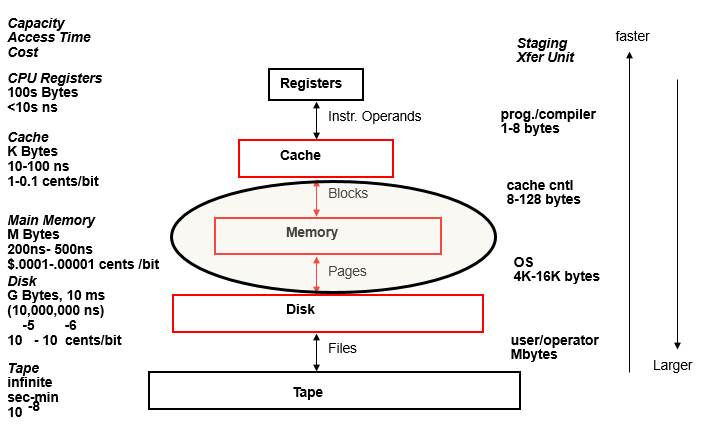 Capacity
Access Time
Cost
CPU Registers
100s Bytes
<10s ns
Cache
K Bytes
10-100 ns
1-0.1 cents/bit
Main Memory
M Bytes
200ns- 500ns
$.0001-.00001 cents /bit
Disk
G Bytes, 10 ms
(10,000,000 ns)
-5 -6
10 - 10 cents/bit
Tape
infinite
sec-min
10 -8
Registers
Instr. Operands
Cache
Blocks
Memory
Pages
Disk
Files
Tape
Staging
Xfer Unit
prog./compiler
1-8 bytes
cache cntl
8-128 bytes
OS
4K-16K bytes
user/operator
Mbytes
faster
Larger